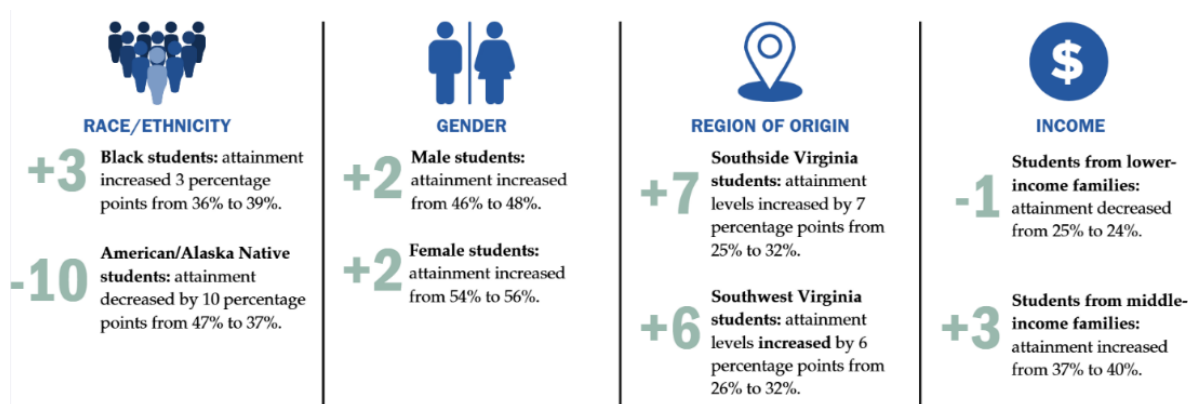 RACE/ETHNICITY
+3
Black students: attainment
increased 3 percentage
points from 36% to 39%.
-10
American/Alaska Native
students: attainment
decreased by 10 percentage
points from 47% to 37%.
GENDER
+2
Male students:
attainment increased
from 46% to 48%.
+2
Female students:
attainment increased
from 54% to 56%.
REGION OF ORIGIN
+7
Southside Virginia
students: attainment
levels increased by 7
percentage points from
25% to 32%.
+6
Southwest Virginia
students: attainment
levels increased by 6
percentage points from
26% to 32%.
$
INCOME
-1
Students from lower-
income families:
attainment decreased
from 25% to 24%.
+3
Students from middle-
income families:
attainment increased
from 37% to 40%.